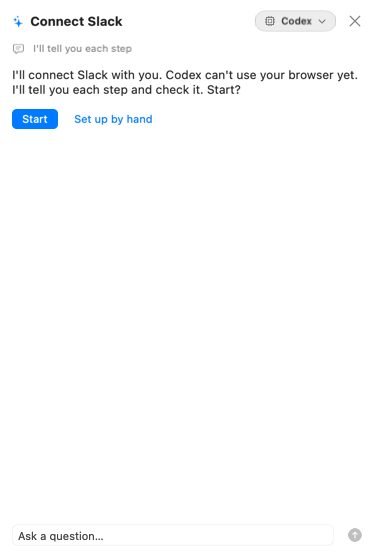 Connect Slack
Codex
I'll tell you each step
I'll connect Slack with you. Codex can't use your browser yet.
I'll tell you each step and check it. Start?
Start
Set up by hand
Ask a question...